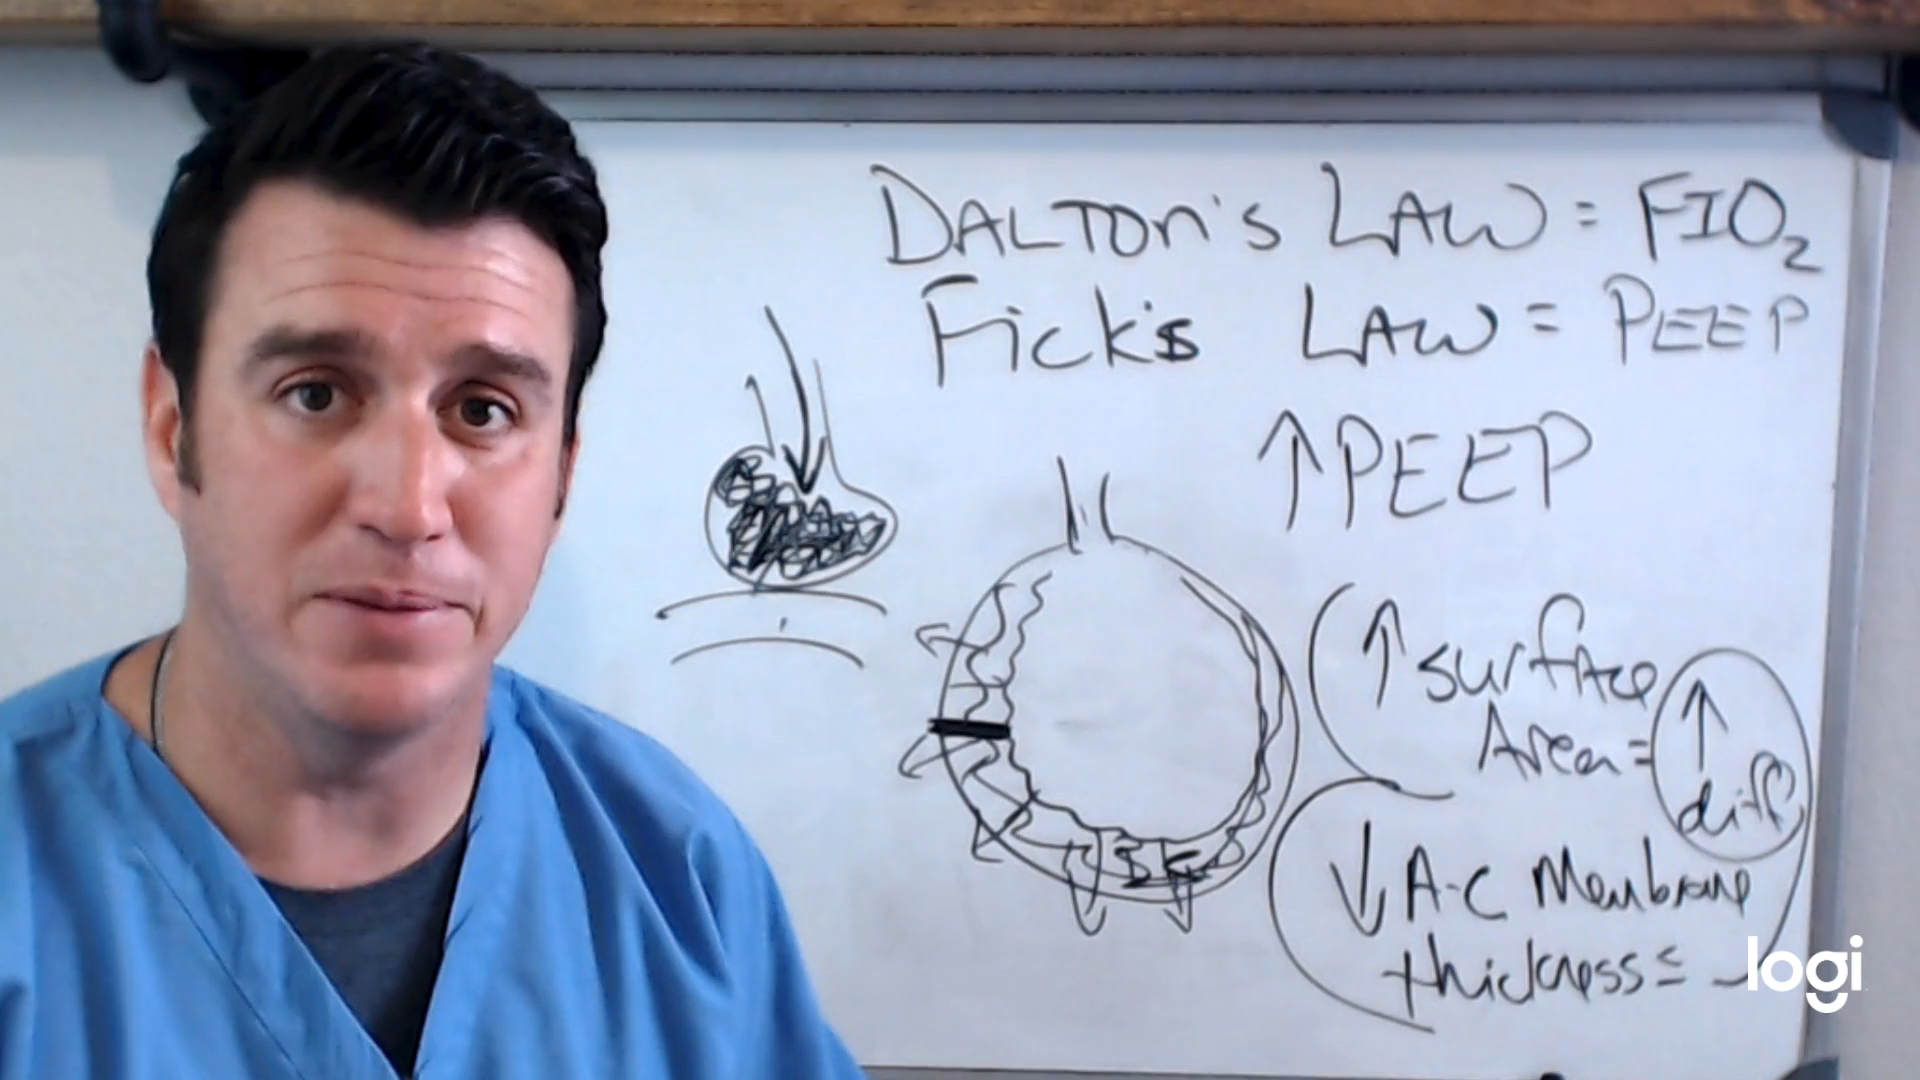 DALTON'S LAW = FIO2
Fick's LAW = PEEP
↑PEEP
↑ surface
Area = ↑
diff
↓ A-C Membrane
thickness =
logi